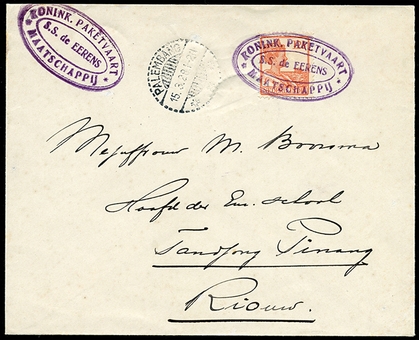 KONINK. PAKETVAART
S.S. de EERENS
MAATSCHAPPIJ
PALEMBANG
KONINK. PAKETVAART
S.S. de EERENS
MAATSCHAPPIJ
Mejuffrouw M. Boorsma
Hoofd der Eur. school
Tandjong Pinang
Riouw.